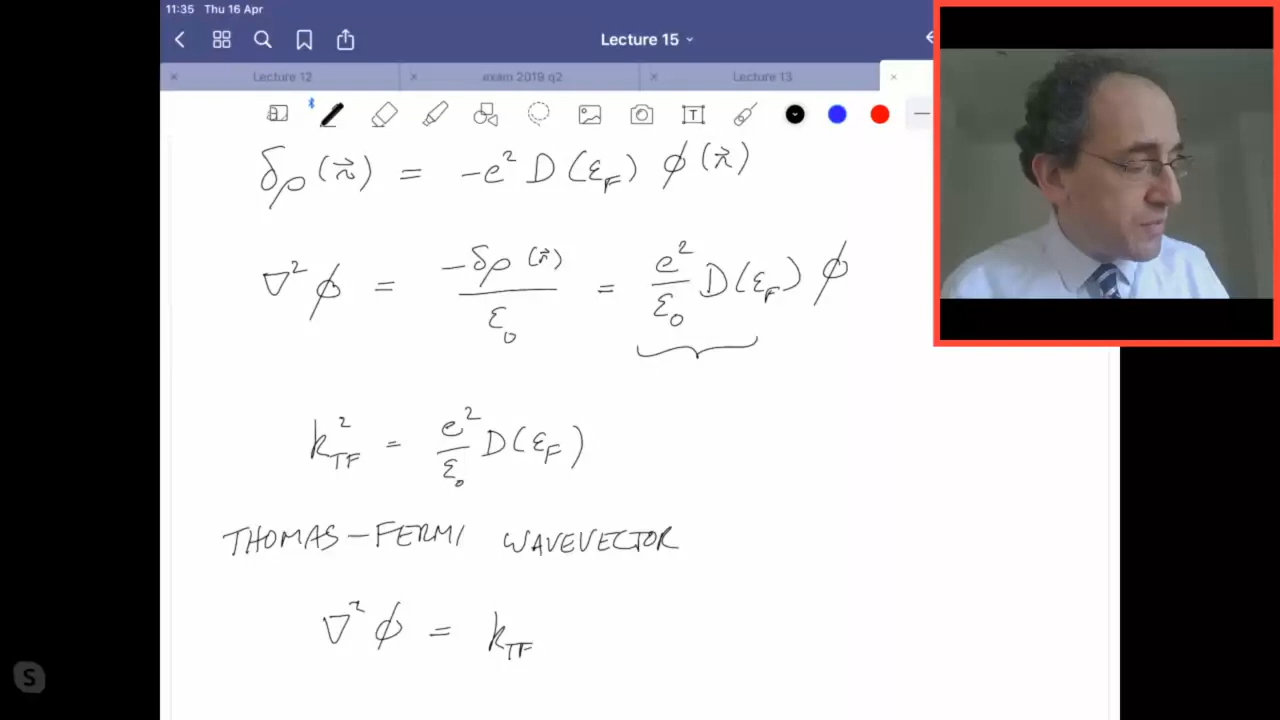 11:35 Thu 16 Apr
Lecture 15
Lecture 12
exam 2019 q2
Lecture 13
T
δρ(r⃗) = -e² D(ε_F) φ(r⃗)
∇²φ = -δρ(r⃗)/ε₀ = e²/ε₀ D(ε_F) φ
k_TF² = e²/ε₀ D(ε_F)
THOMAS-FERMI WAVEVECTOR
∇²φ = k_TF
S